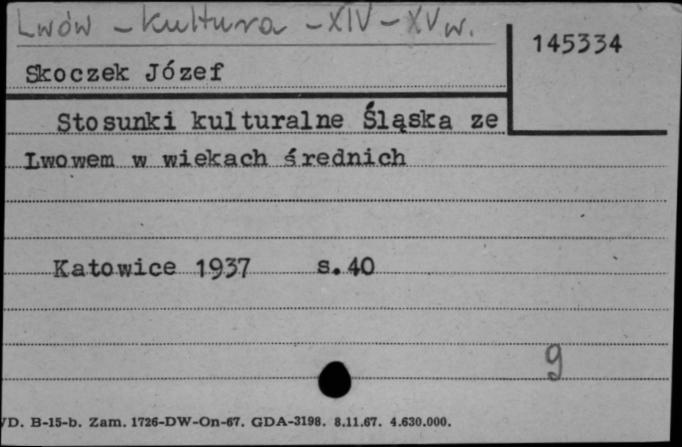 Lwów - kultura - XIV - XV w.
145334
Skoczek Józef
Stosunki kulturalne Śląska ze
Lwowem w wiekach średnich
Katowice 1937 s. 40
9
D. B-15-b. Zam. 1726-DW-On-67. GDA-3198. 8.11.67. 4.630.000.